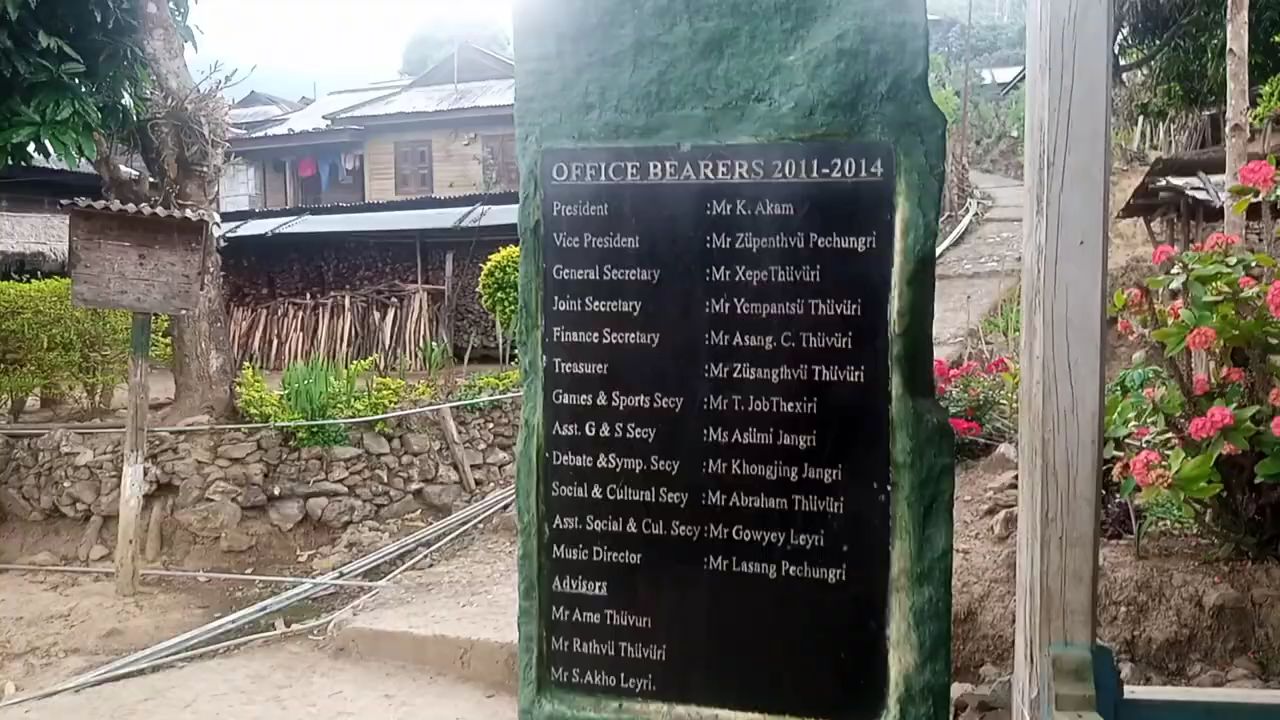 OFFICE BEARERS 2011-2014
President :Mr K. Akam
Vice President :Mr Züpenthvü Pechungri
General Secretary :Mr XepeThüvüri
Joint Secretary :Mr Yempantsü Thüvüri
Finance Secretary :Mr Asang. C. Thüvüri
Treasurer :Mr Züsangthvü Thüvüri
Games & Sports Secy :Mr T. JobThexiri
Asst. G & S Secy :Ms Asümi Jangri
Debate &Symp. Secy :Mr Khongjing Jangri
Social & Cultural Secy :Mr Abraham Thüvüri
Asst. Social & Cul. Secy :Mr Gowyey Leyri
Music Director :Mr Lasang Pechungri
Advisors
Mr Ame Thüvuri
Mr Rathvü Thüvüri
Mr S.Akho Leyri.